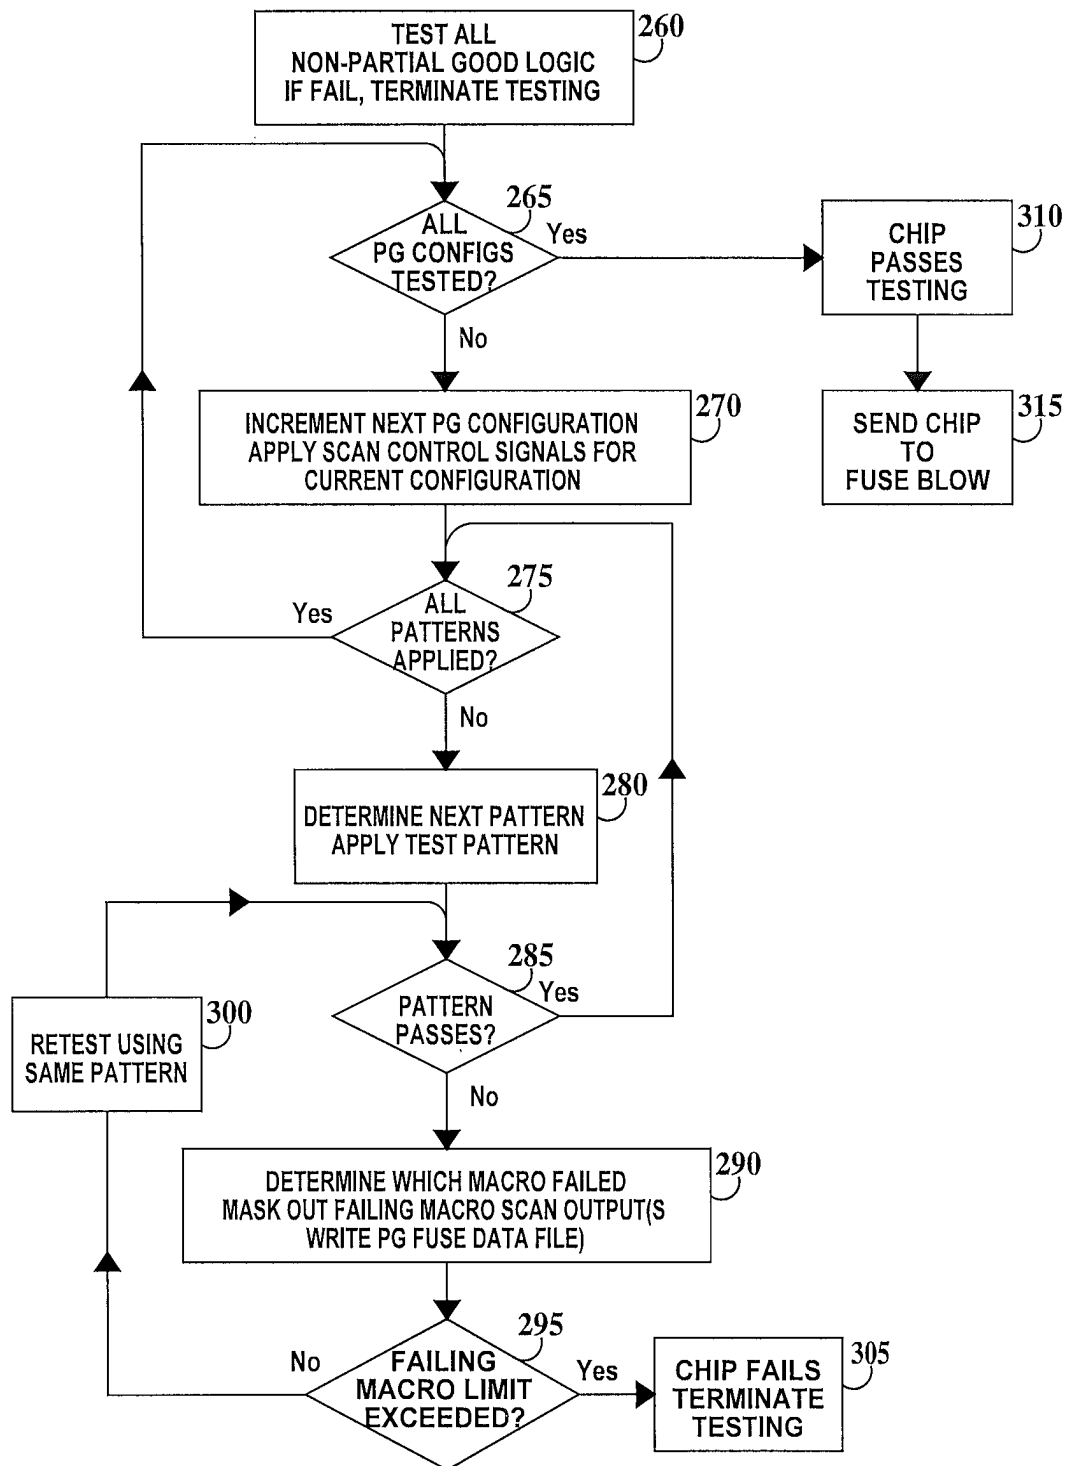 TEST ALL
NON-PARTIAL GOOD LOGIC
IF FAIL, TERMINATE TESTING
260
265
ALL
PG CONFIGS
TESTED?
Yes
No
310
CHIP
PASSES
TESTING
270
INCREMENT NEXT PG CONFIGURATION
APPLY SCAN CONTROL SIGNALS FOR
CURRENT CONFIGURATION
315
SEND CHIP
TO
FUSE BLOW
275
ALL
PATTERNS
APPLIED?
Yes
No
280
DETERMINE NEXT PATTERN
APPLY TEST PATTERN
285
PATTERN
PASSES?
Yes
No
300
RETEST USING
SAME PATTERN
290
DETERMINE WHICH MACRO FAILED
MASK OUT FAILING MACRO SCAN OUTPUT(S
WRITE PG FUSE DATA FILE)
295
FAILING
MACRO LIMIT
EXCEEDED?
No
Yes
305
CHIP FAILS
TERMINATE
TESTING